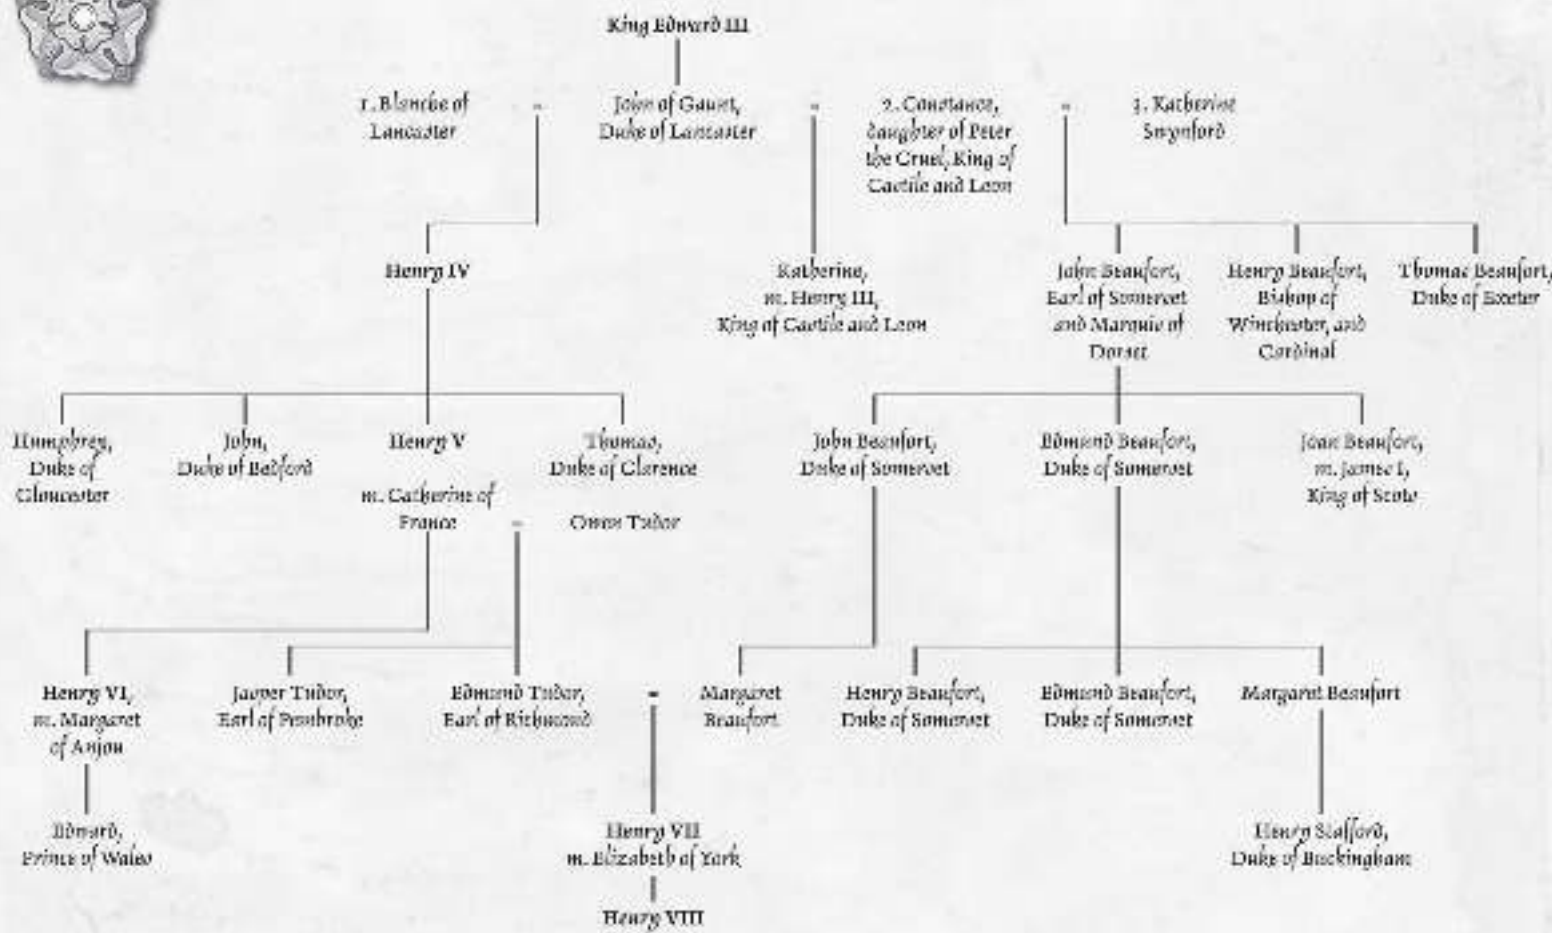 King Edward III
1. Blanche of
Lancaster
-
John of Gaunt,
Duke of Lancaster
=
2. Constance,
daughter of Peter
the Cruel, King of
Castile and Leon
=
3. Katherine
Swynford
Henry IV
Katherine,
m. Henry III,
King of Castile and Leon
John Beaufort,
Earl of Somerset
and Marquis of
Dorset
Henry Beaufort,
Bishop of
Winchester, and
Cardinal
Thomas Beaufort,
Duke of Exeter
Humphrey,
Duke of
Gloucester
John,
Duke of Bedford
Henry V
m. Catherine of
France
=
Thomas,
Duke of Clarence
Owen Tudor
John Beaufort,
Duke of Somerset
Edmund Beaufort,
Duke of Somerset
Joan Beaufort,
m. James I,
King of Scots
Henry VI,
m. Margaret
of Anjou
Jasper Tudor,
Earl of Pembroke
Edmund Tudor,
Earl of Richmond
=
Margaret
Beaufort
Henry Beaufort,
Duke of Somerset
Edmund Beaufort,
Duke of Somerset
Margaret Beaufort
Edward,
Prince of Wales
Henry VII
m. Elizabeth of York
Henry Stafford,
Duke of Buckingham
Henry VIII